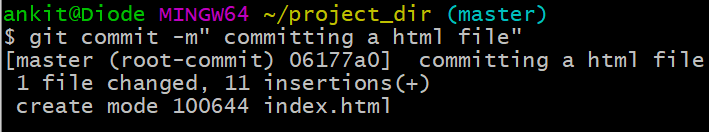 ankit@Diode MINGW64 ~/project_dir (master)
$ git commit -m" committing a html file"
[master (root-commit) 06177a0]  committing a html file
 1 file changed, 11 insertions(+)
 create mode 100644 index.html